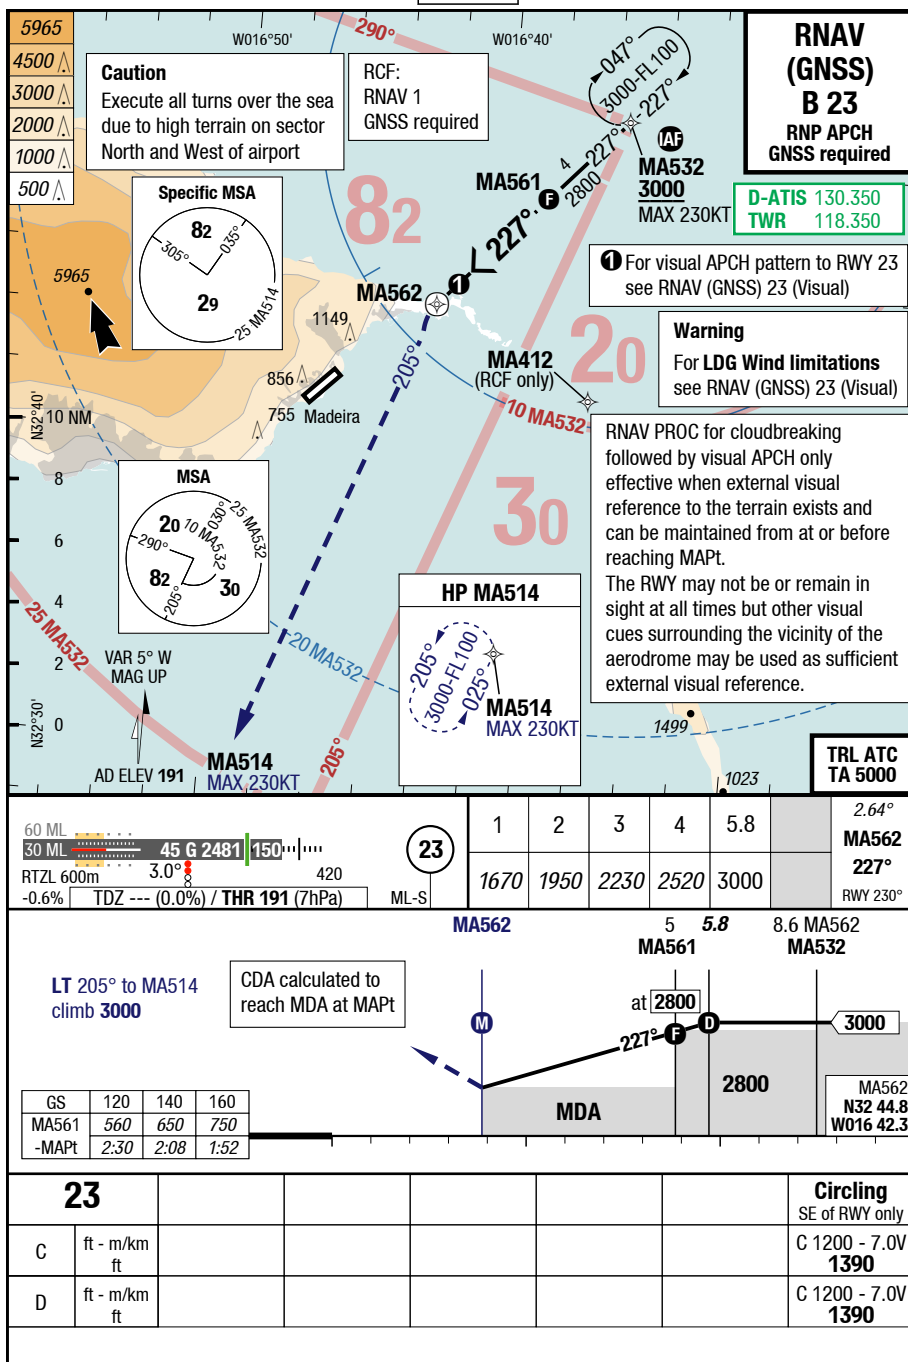 5965
4500
3000
2000
1000
500
W016°50'
W016°40'
290°
Caution
Execute all turns over the sea
due to high terrain on sector
North and West of airport
RCF:
RNAV 1
GNSS required
RNAV
(GNSS)
B 23
RNP APCH
GNSS required
047°
3000-FL100
227°
IAF
MA532
3000
MAX 230KT
227°
4
2800
MA561
F
227°
D-ATIS 130.350
TWR 118.350
Specific MSA
82
305°
035°
29
25 MA514
82
5965
MA562
1
1 For visual APCH pattern to RWY 23
see RNAV (GNSS) 23 (Visual)
Warning
For LDG Wind limitations
see RNAV (GNSS) 23 (Visual)
1149
856
755
Madeira
205°
MA412
(RCF only)
20
10 MA532
N32°40'
10 NM
8
6
4
2
0
N32°30'
RNAV PROC for cloudbreaking
followed by visual APCH only
effective when external visual
reference to the terrain exists and
can be maintained from at or before
reaching MAPt.
The RWY may not be or remain in
sight at all times but other visual
cues surrounding the vicinity of the
aerodrome may be used as sufficient
external visual reference.
MSA
20
10 MA532
030°
25 MA532
290°
82
205°
30
30
HP MA514
205°
3000-FL100
025°
MA514
MAX 230KT
25 MA532
20 MA532
VAR 5° W
MAG UP
AD ELEV 191
MA514
MAX 230KT
205°
1499
1023
TRL ATC
TA 5000
60 ML
30 ML
45 G 2481 150
RTZL 600m
3.0°
420
-0.6%
TDZ --- (0.0%) / THR 191 (7hPa)
23
ML-S
1 2 3 4 5.8
1670 1950 2230 2520 3000
2.64°
MA562
227°
RWY 230°
MA562
5 5.8 8.6 MA562
MA561 MA532
LT 205° to MA514
climb 3000
CDA calculated to
reach MDA at MAPt
M
at 2800
227°
F
D
3000
2800
MDA
MA562
N32 44.8
W016 42.3
GS 120 140 160
MA561 560 650 750
-MAPt 2:30 2:08 1:52
23
Circling
SE of RWY only
C
ft - m/km
ft
C 1200 - 7.0V
1390
D
ft - m/km
ft
C 1200 - 7.0V
1390